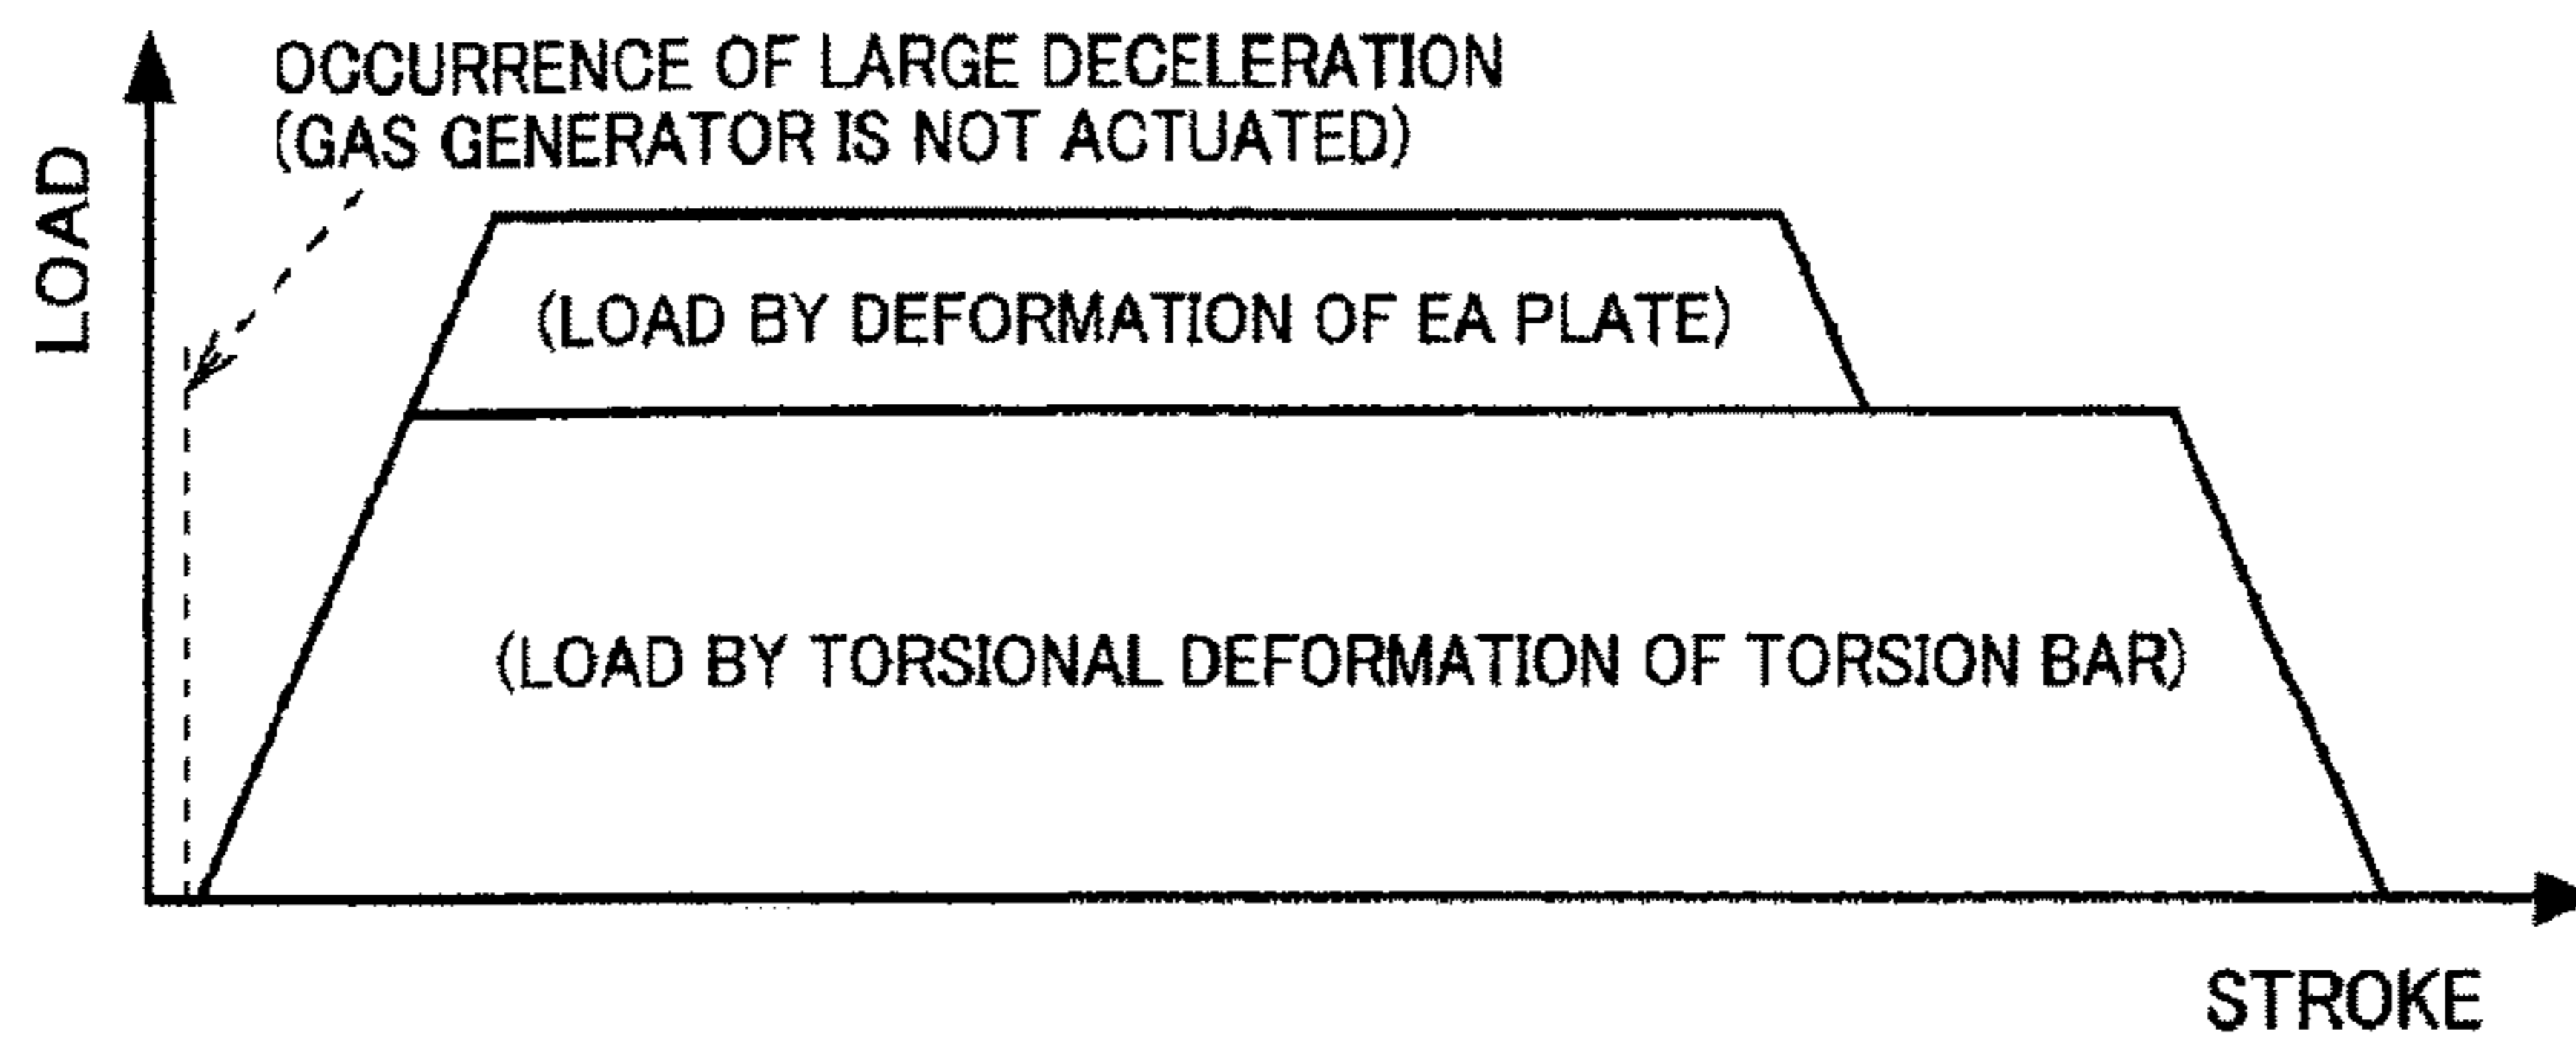 OCCURRENCE OF LARGE DECELERATION
(GAS GENERATOR IS NOT ACTUATED)
LOAD
(LOAD BY DEFORMATION OF EA PLATE)
(LOAD BY TORSIONAL DEFORMATION OF TORSION BAR)
STROKE